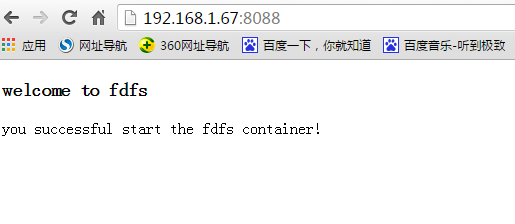 192.168.1.67:8088
应用 网址导航 360网址导航 百度一下，你就知道 百度音乐-听到极致
welcome to fdfs
you successful start the fdfs container!